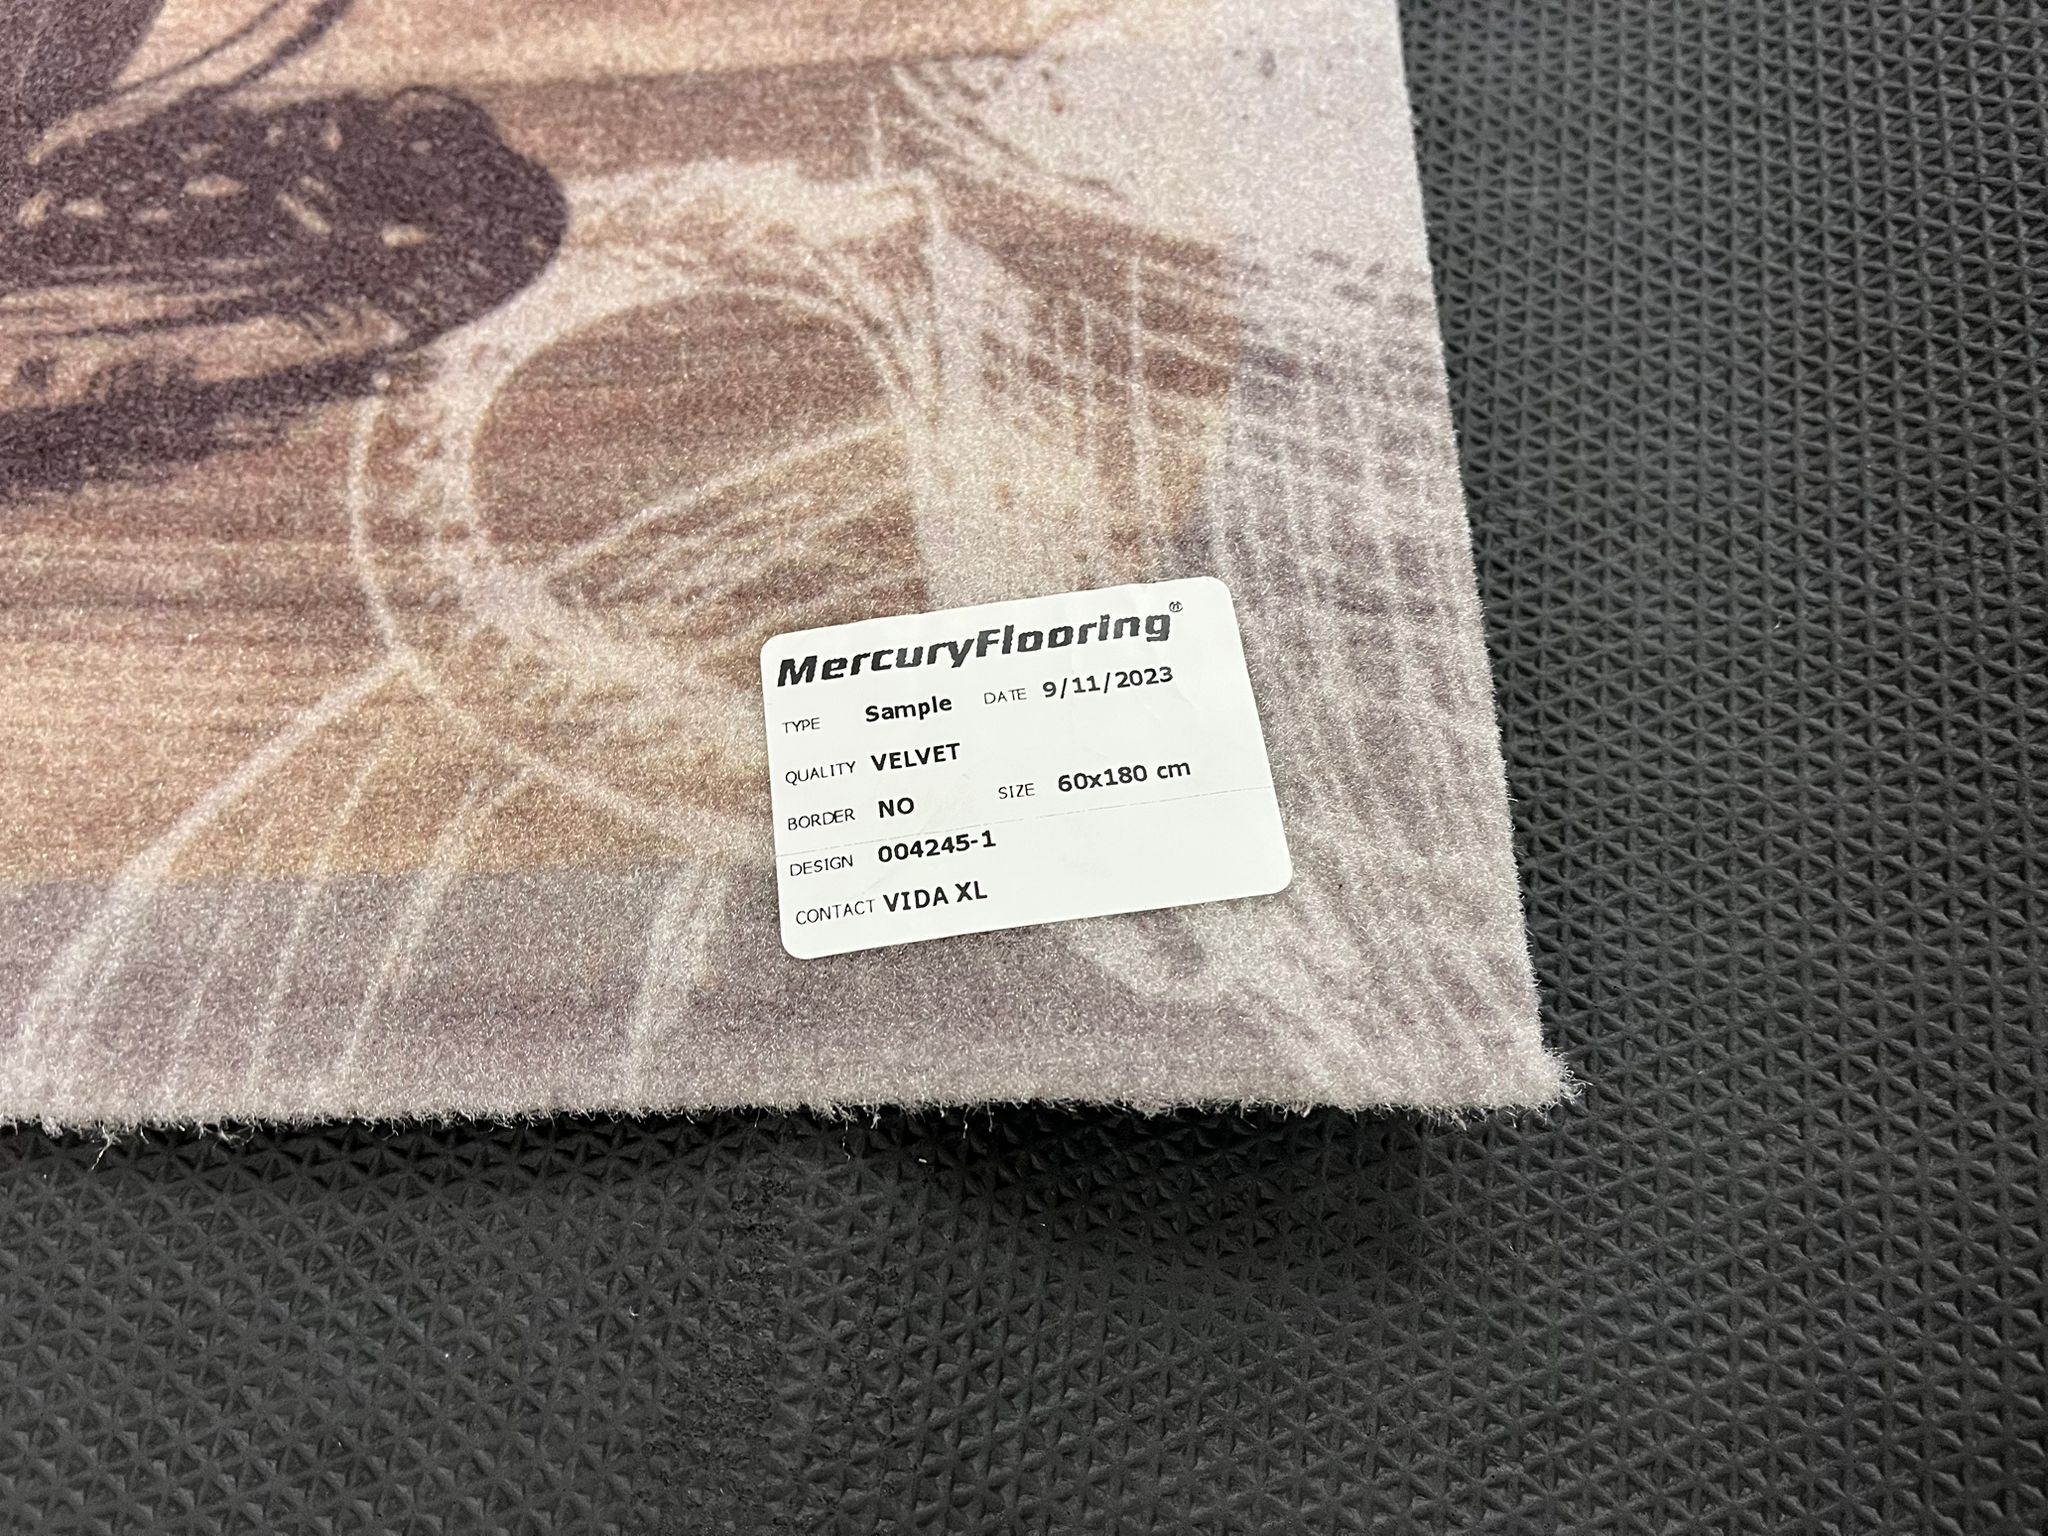 MercuryFlooring®
TYPE Sample DATE 9/11/2023
QUALITY VELVET
BORDER NO SIZE 60x180 cm
DESIGN 004245-1
CONTACT VIDA XL